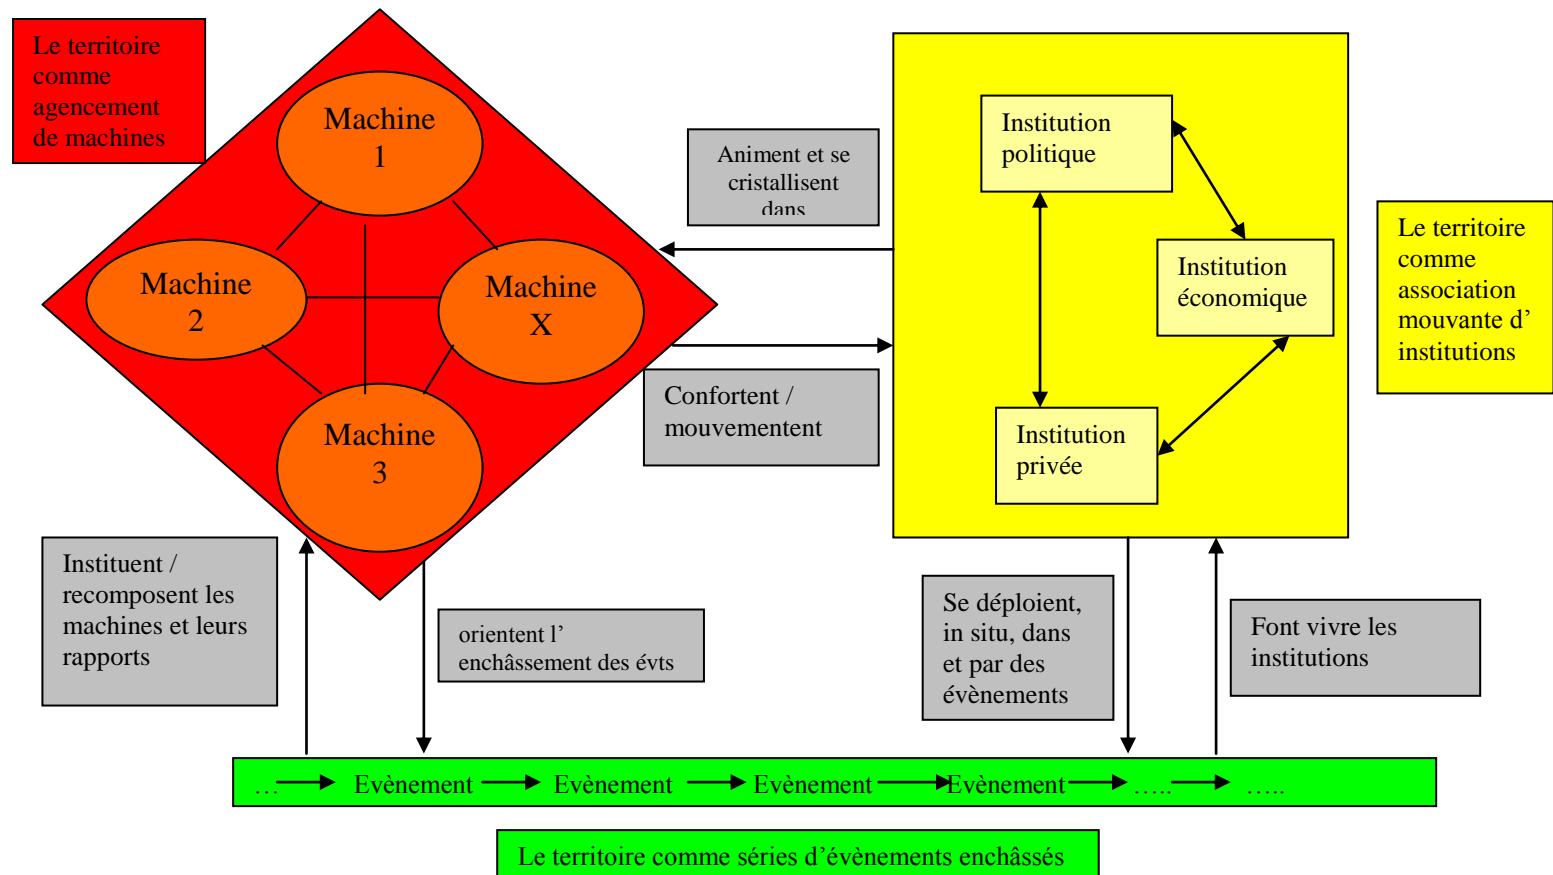 Le territoire
comme
agencement
de machines
Machine
1
Machine
2
Machine
X
Machine
3
Animent et se
cristallisent
dans
Confortent /
mouvementent
Institution
politique
Institution
économique
Institution
privée
Le territoire
comme
association
mouvante d’
institutions
Instituent /
recomposent les
machines et leurs
rapports
orientent l’
enchâssement des évts
Se déploient,
in situ, dans
et par des
évènements
Font vivre les
institutions
… Evènement Evènement Evènement Evènement ….. …..
Le territoire comme séries d’évènements enchâssés